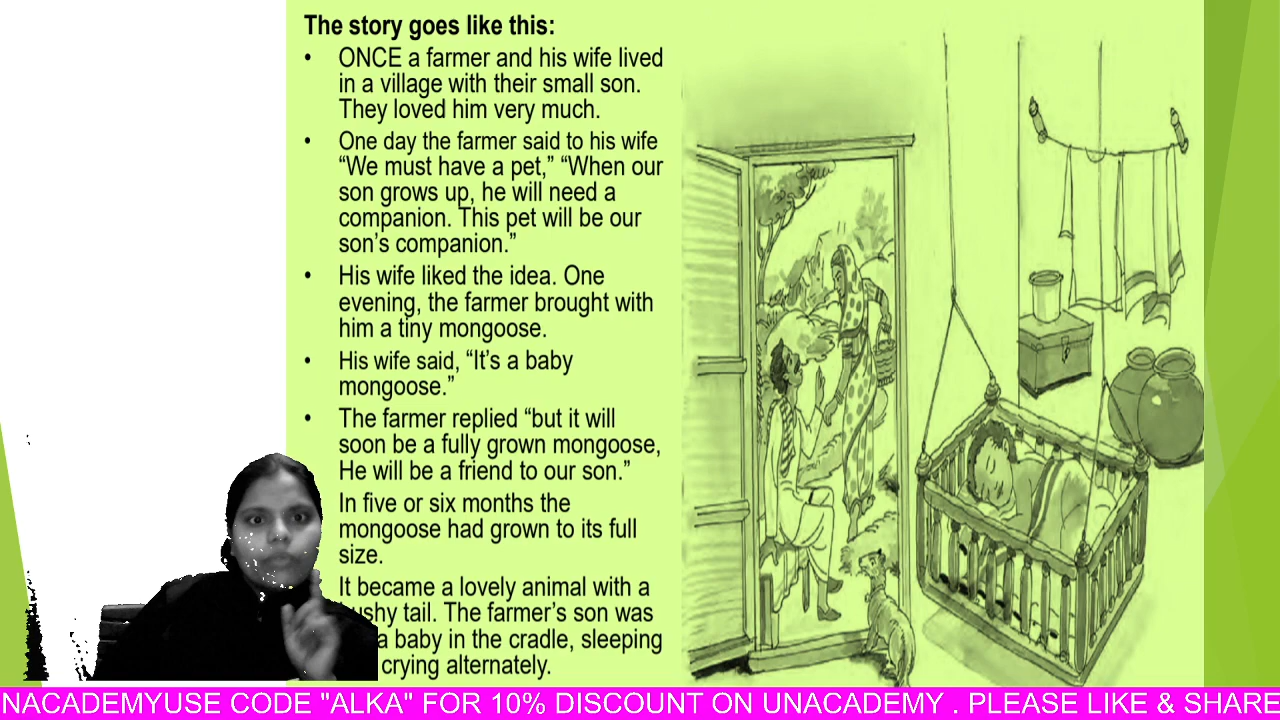 The story goes like this:
• ONCE a farmer and his wife lived
in a village with their small son.
They loved him very much.
• One day the farmer said to his wife
“We must have a pet,” “When our
son grows up, he will need a
companion. This pet will be our
son’s companion.”
• His wife liked the idea. One
evening, the farmer brought with
him a tiny mongoose.
• His wife said, “It’s a baby
mongoose.”
• The farmer replied “but it will
soon be a fully grown mongoose,
He will be a friend to our son.”
In five or six months the
mongoose had grown to its full
size.
It became a lovely animal with a
ushy tail. The farmer’s son was
a baby in the cradle, sleeping
crying alternately.
NACADEMYUSE CODE "ALKA" FOR 10% DISCOUNT ON UNACADEMY . PLEASE LIKE & SHARE